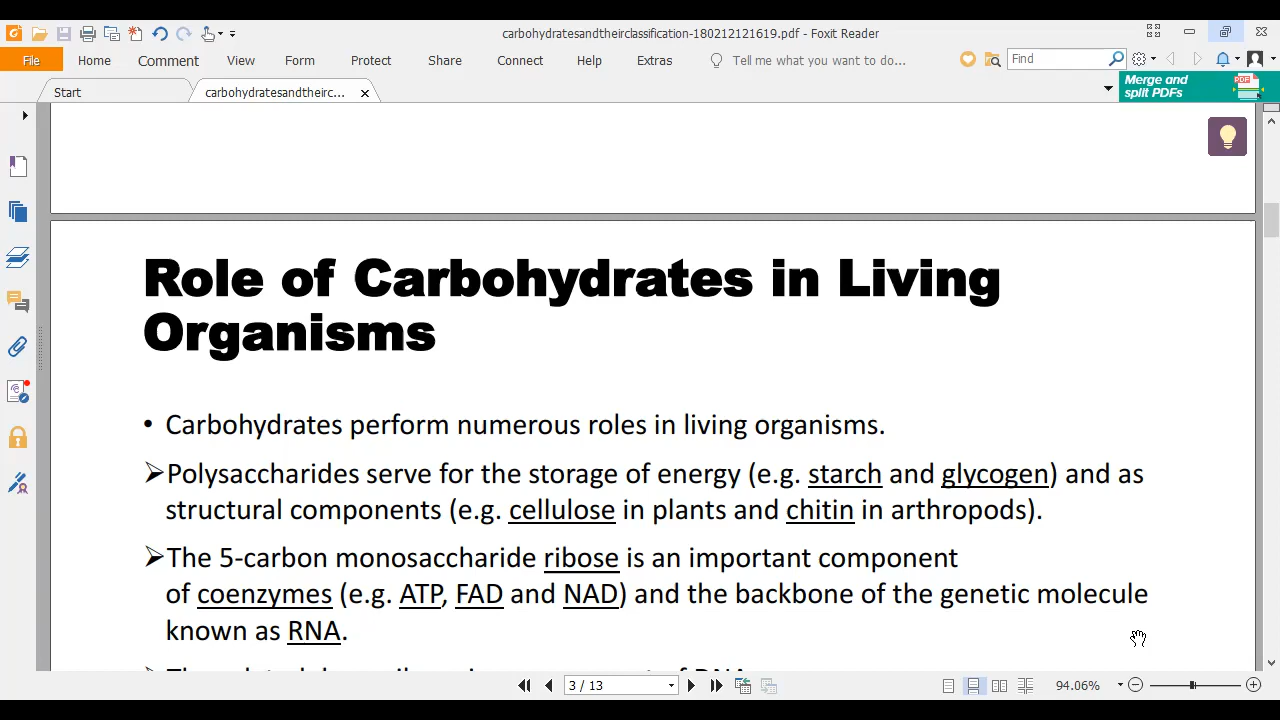 carbohydratesandtheirclassification-180212121619.pdf - Foxit Reader
File Home Comment View Form Protect Share Connect Help Extras Tell me what you want to do... Find
Start carbohydratesandtheirc...
Merge and
split PDFs
PDF
Role of Carbohydrates in Living
Organisms
• Carbohydrates perform numerous roles in living organisms.
➢Polysaccharides serve for the storage of energy (e.g. starch and glycogen) and as
structural components (e.g. cellulose in plants and chitin in arthropods).
➢The 5-carbon monosaccharide ribose is an important component
of coenzymes (e.g. ATP, FAD and NAD) and the backbone of the genetic molecule
known as RNA.
3 / 13
94.06%